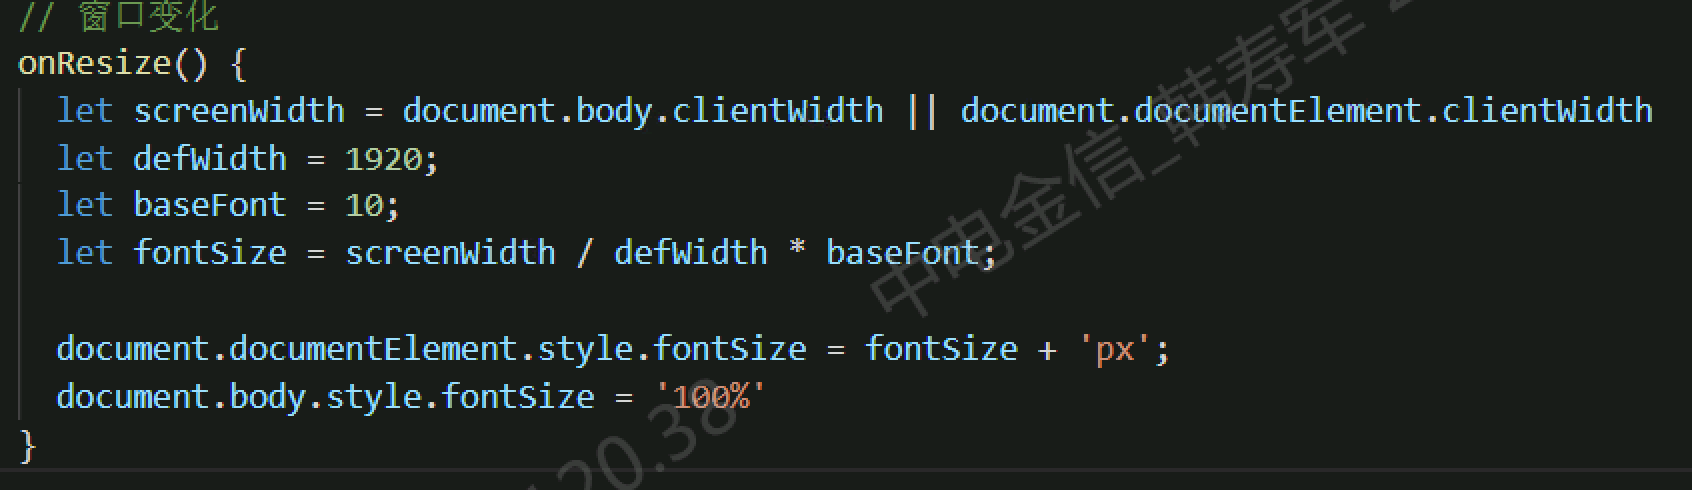 // 窗口变化
onResize() {
let screenWidth = document.body.clientWidth || document.documentElement.clientWidth
let defWidth = 1920;
let baseFont = 10;
let fontSize = screenWidth / defWidth * baseFont;
document.documentElement.style.fontSize = fontSize + 'px';
document.body.style.fontSize = '100%'
}
中电金信_韩寿军
120.38